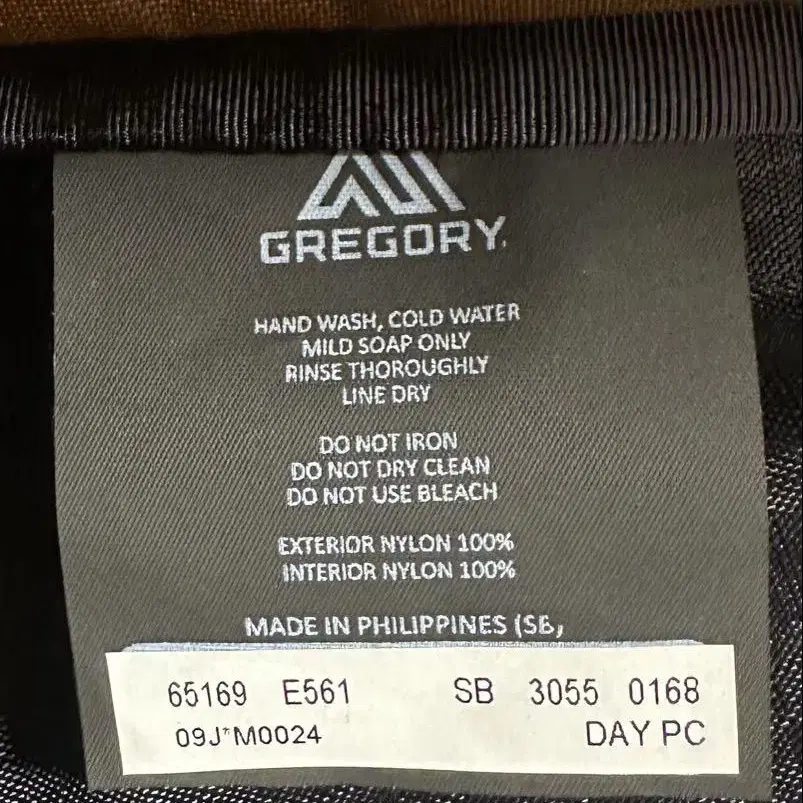 GREGORY.
HAND WASH, COLD WATER
MILD SOAP ONLY
RINSE THOROUGHLY
LINE DRY
DO NOT IRON
DO NOT DRY CLEAN
DO NOT USE BLEACH
EXTERIOR NYLON 100%
INTERIOR NYLON 100%
MADE IN PHILIPPINES (SB)
65169 E561 SB 3055 0168
09J*M0024 DAY PC